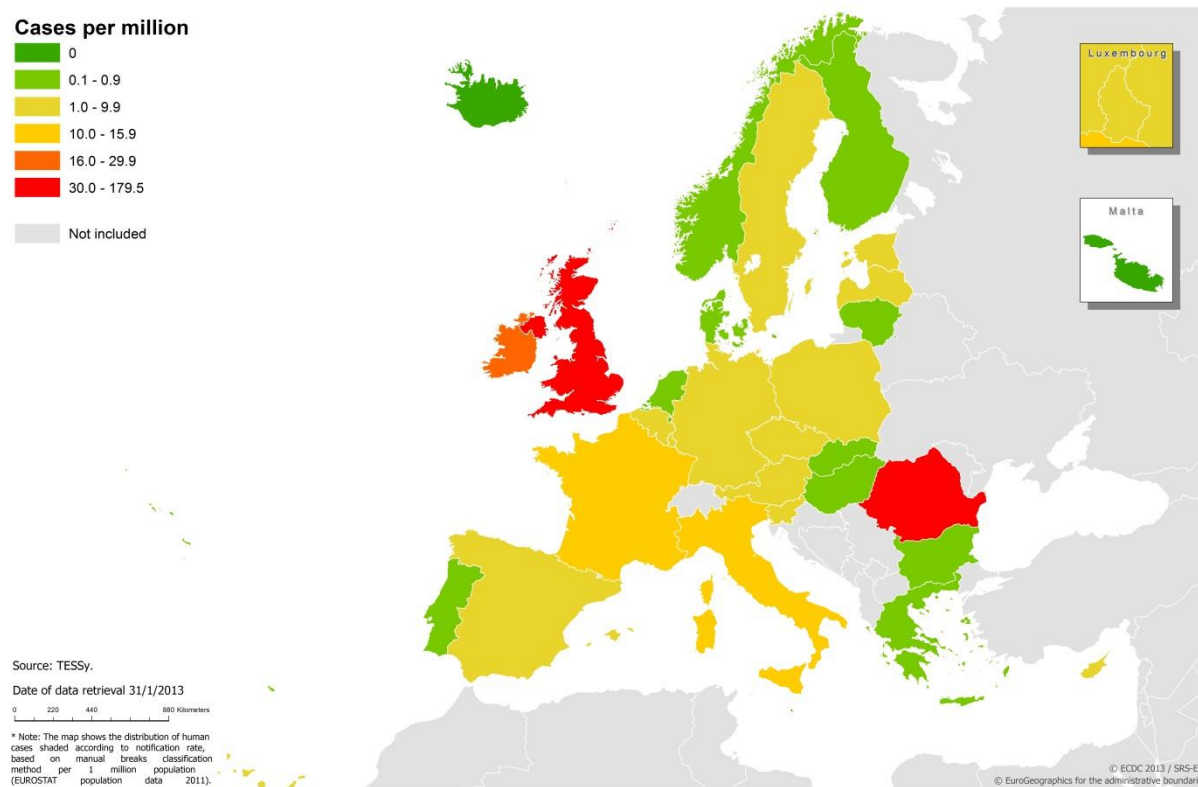 Cases per million
0
0.1 - 0.9
1.0 - 9.9
10.0 - 15.9
16.0 - 29.9
30.0 - 179.5
Not included
Luxembourg
Malta
Source: TESSy.
Date of data retrieval 31/1/2013
0 220 440 880 Kilometers
* Note: The map shows the distribution of human
cases shaded according to notification rate,
based on manual breaks classification
method per 1 million population
(EUROSTAT population data 2011).
© ECDC 2013 / SRS-E
© EuroGeographics for the administrative boundari